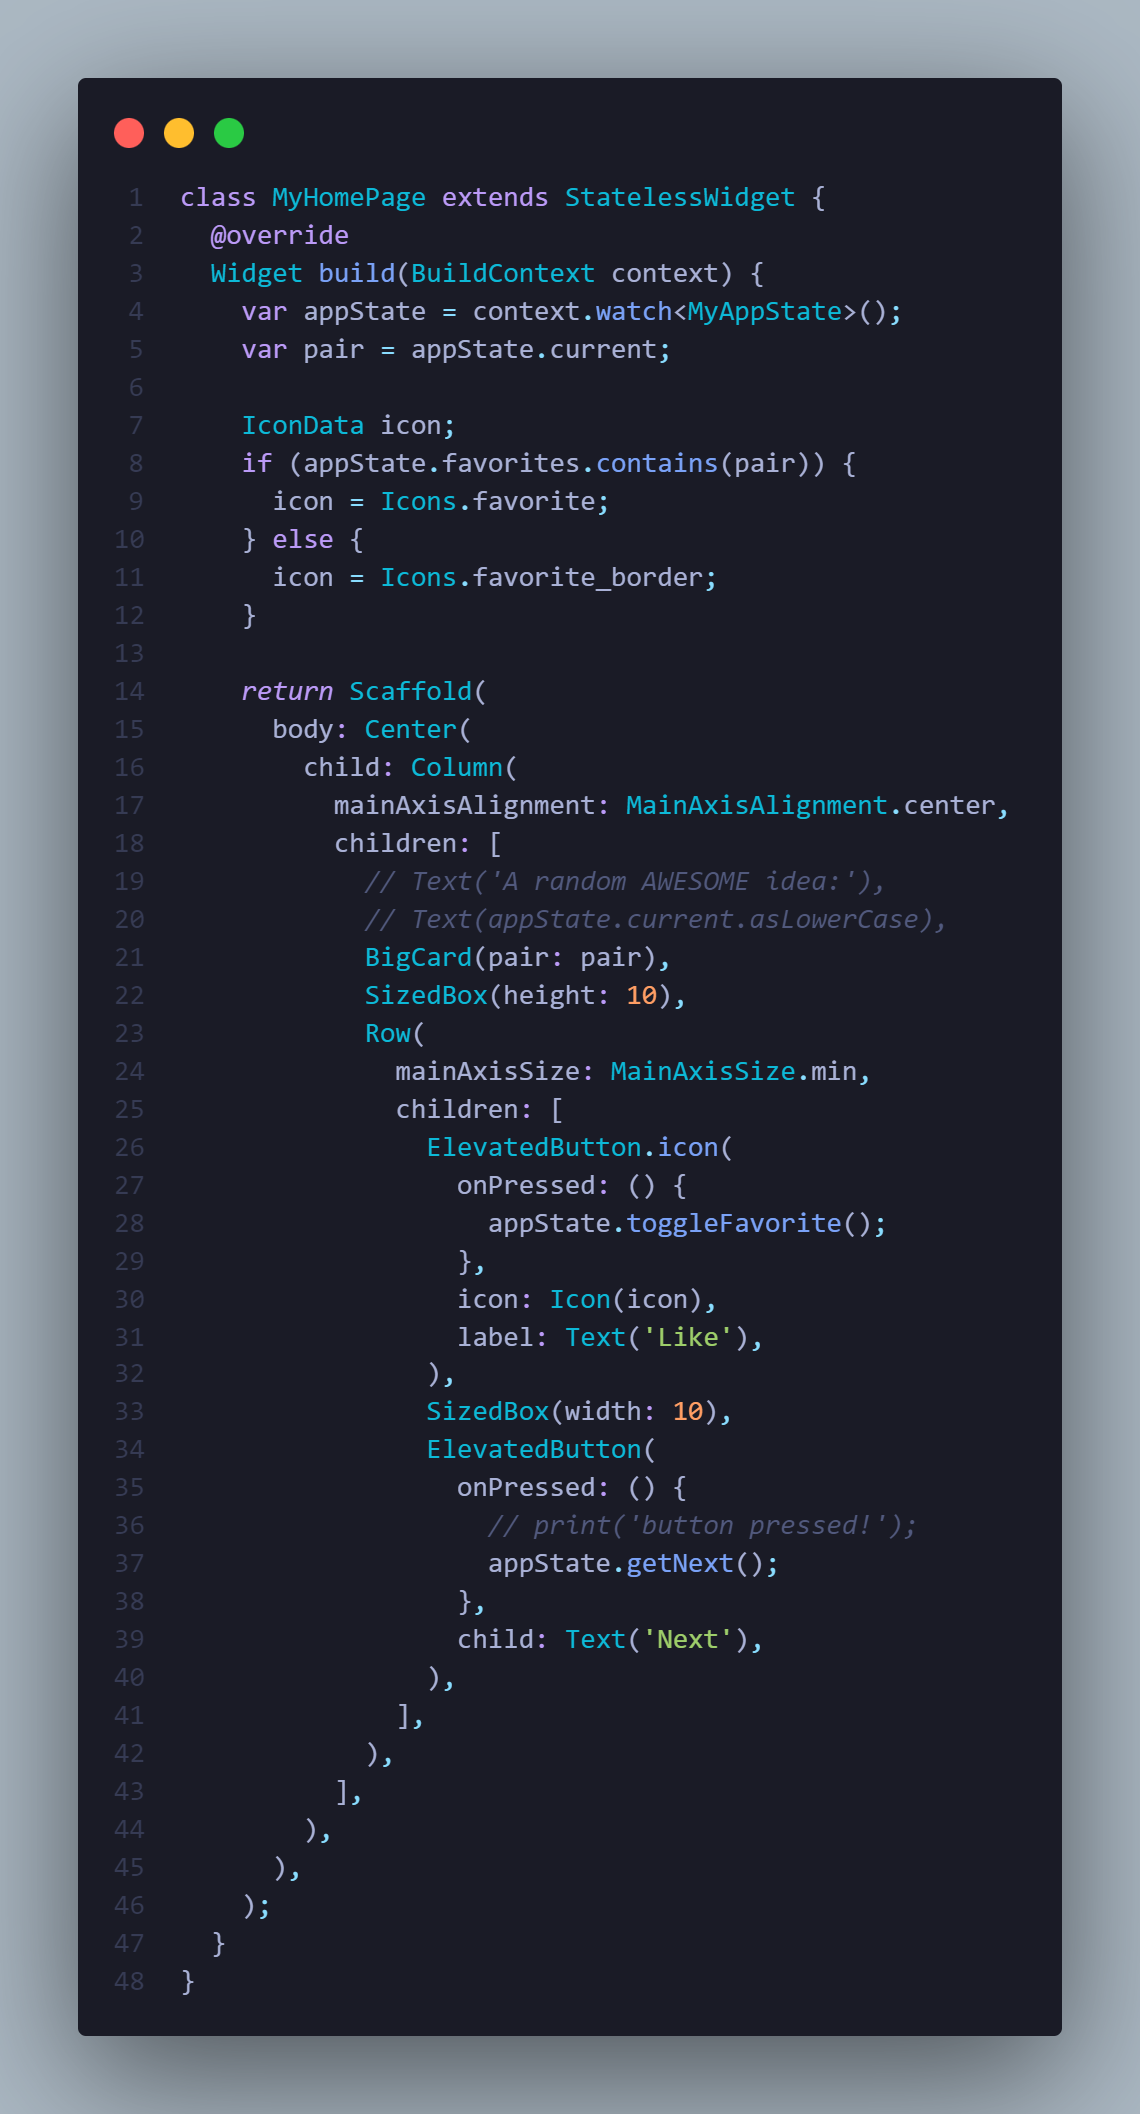 1 class MyHomePage extends StatelessWidget {
2   @override
3   Widget build(BuildContext context) {
4     var appState = context.watch<MyAppState>();
5     var pair = appState.current;
6
7     IconData icon;
8     if (appState.favorites.contains(pair)) {
9       icon = Icons.favorite;
10     } else {
11       icon = Icons.favorite_border;
12     }
13
14     return Scaffold(
15       body: Center(
16         child: Column(
17           mainAxisAlignment: MainAxisAlignment.center,
18           children: [
19             // Text('A random AWESOME idea:'),
20             // Text(appState.current.asLowerCase),
21             BigCard(pair: pair),
22             SizedBox(height: 10),
23             Row(
24               mainAxisSize: MainAxisSize.min,
25               children: [
26                 ElevatedButton.icon(
27                   onPressed: () {
28                     appState.toggleFavorite();
29                   },
30                   icon: Icon(icon),
31                   label: Text('Like'),
32                 ),
33                 SizedBox(width: 10),
34                 ElevatedButton(
35                   onPressed: () {
36                     // print('button pressed!');
37                     appState.getNext();
38                   },
39                   child: Text('Next'),
40                 ),
41               ],
42             ),
43           ],
44         ),
45       ),
46     );
47   }
48 }